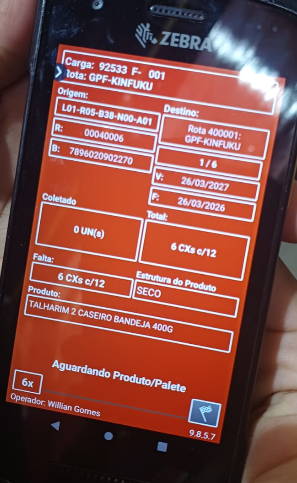 ZEBRA
Carga: 92533 F- 001
Rota: GPF-KINFUKU
Origem:
L01-R05-B38-N00-A01
R: 00040006
B: 7896020902270
Destino:
Rota 400001:
GPF-KINFUKU
1 / 6
V: 26/03/2027
F: 26/03/2026
Coletado
0 UN(s)
Total:
6 CXs c/12
Falta:
6 CXs c/12
Estrutura do Produto
SECO
Produto:
TALHARIM 2 CASEIRO BANDEJA 400G
Aguardando Produto/Palete
6x
Operador: Willian Gomes
9.8.5.7